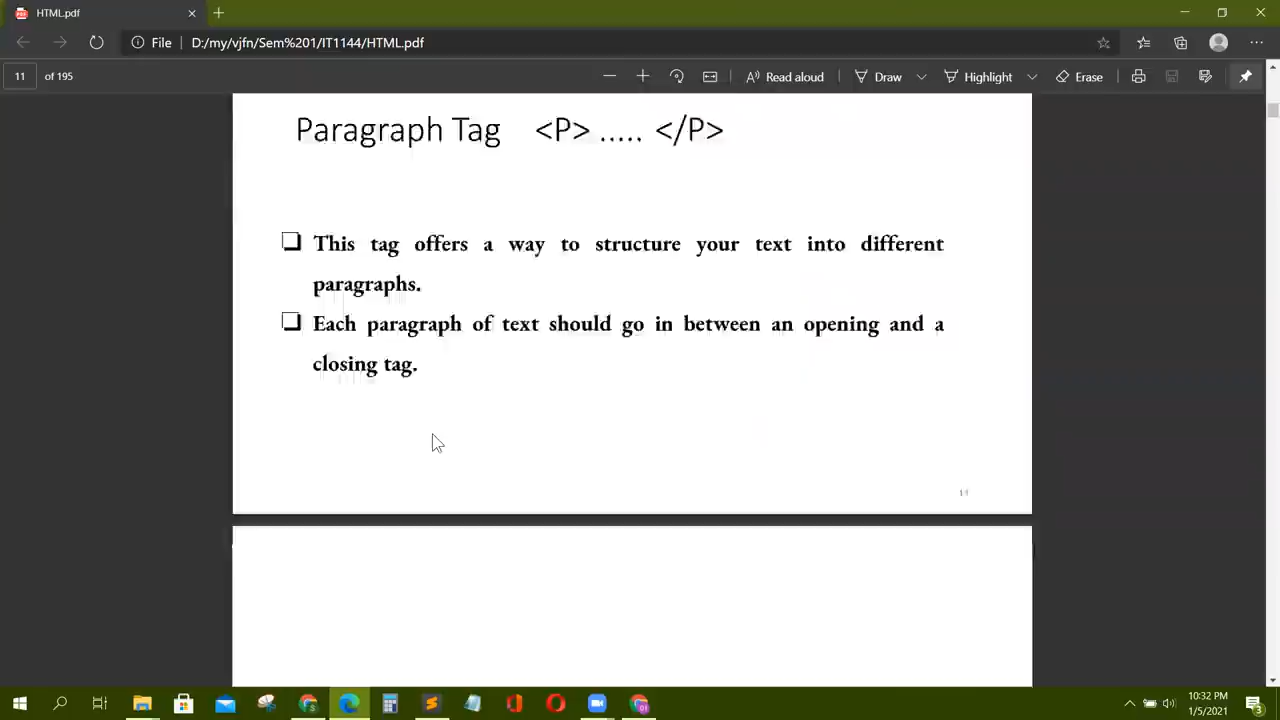 HTML.pdf
File | D:/my/vjfn/Sem%201/IT1144/HTML.pdf
11 of 195
Read aloud
Draw
Highlight
Erase
Paragraph Tag <P> ..... </P>
This tag offers a way to structure your text into different
paragraphs.
Each paragraph of text should go in between an opening and a
closing tag.
10:32 PM
1/5/2021
3